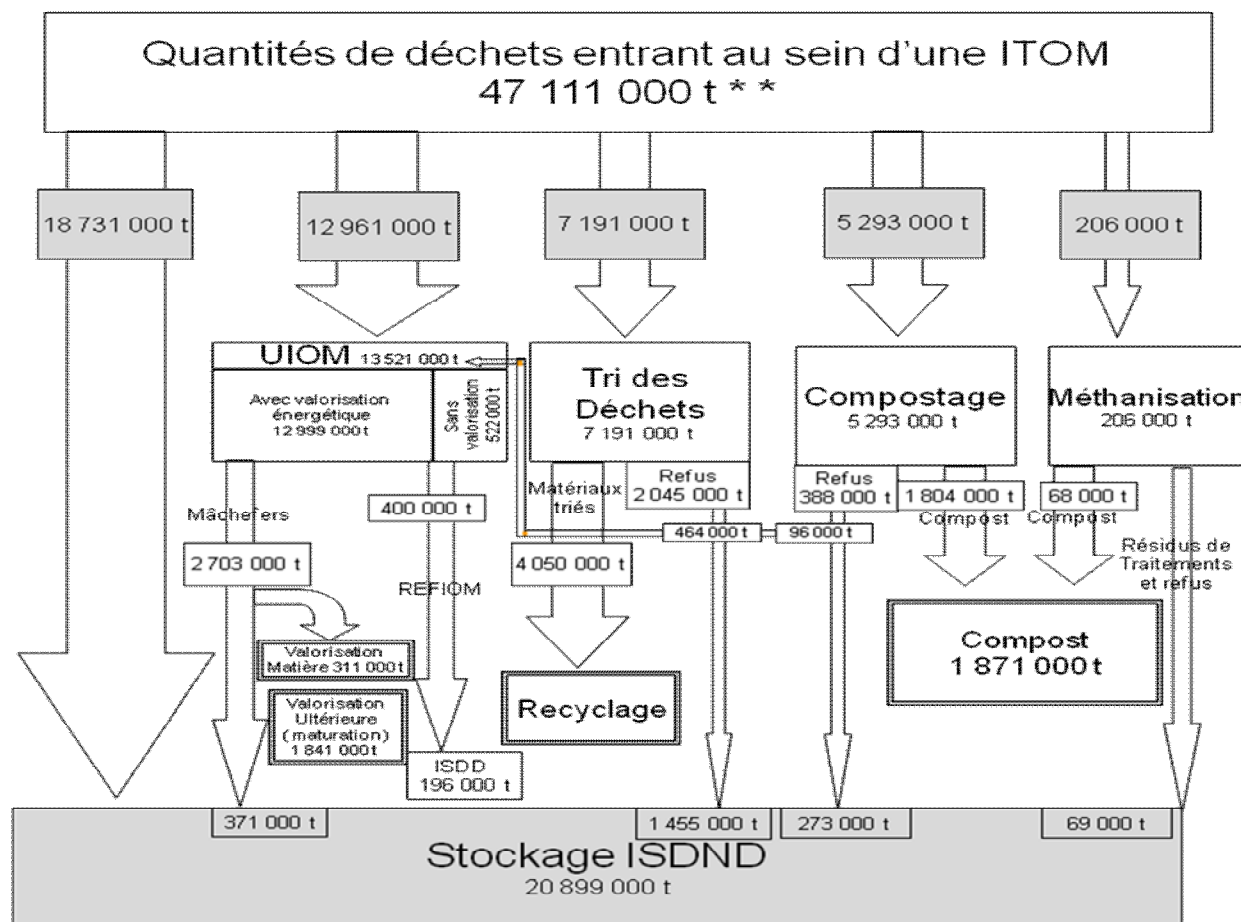 Quantités de déchets entrant au sein d'une ITOM
47 111 000 t * *
18 731 000 t
12 961 000 t
7 191 000 t
5 293 000 t
206 000 t
UIOM 13 521 000 t
Avec valorisation
énergétique
12 999 000 t
Sans
valorisation
522 000 t
Tri des
Déchets
7 191 000 t
Compostage
5 293 000 t
Méthanisation
206 000 t
Mâchefers
2 703 000 t
400 000 t
REFIOM
Matériaux
triés
4 050 000 t
Refus
2 045 000 t
464 000 t
96 000 t
Refus
388 000 t
1 804 000 t
Compost
68 000 t
Compost
Résidus de
Traitements
et refus
Valorisation
Matière 311 000 t
Valorisation
Ultérieure
(maturation)
1 841 000 t
Recyclage
Compost
1 871 000 t
ISDD
196 000 t
371 000 t
1 455 000 t
273 000 t
69 000 t
Stockage ISDND
20 899 000 t